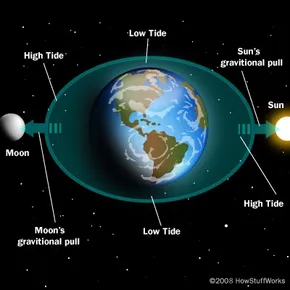 Low Tide
High Tide
Sun's
gravitional pull
Sun
Moon
High Tide
Moon's
gravitional pull
Low Tide
©2008 HowStuffWorks